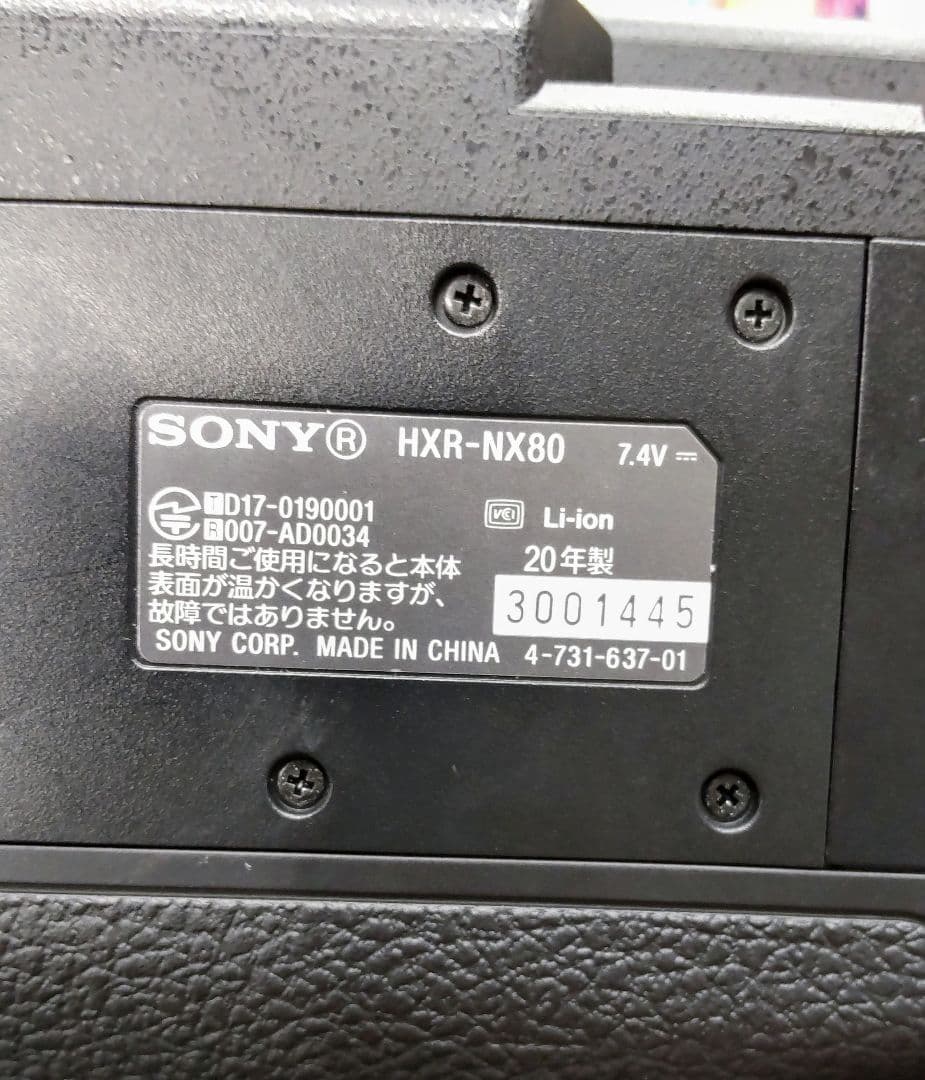 SONY® HXR-NX80 7.4V ⎓
T D17-0190001
R 007-AD0034
VCI Li-ion
長時間ご使用になると本体
表面が温かくなりますが、
故障ではありません。
20年製
3001445
SONY CORP. MADE IN CHINA 4-731-637-01